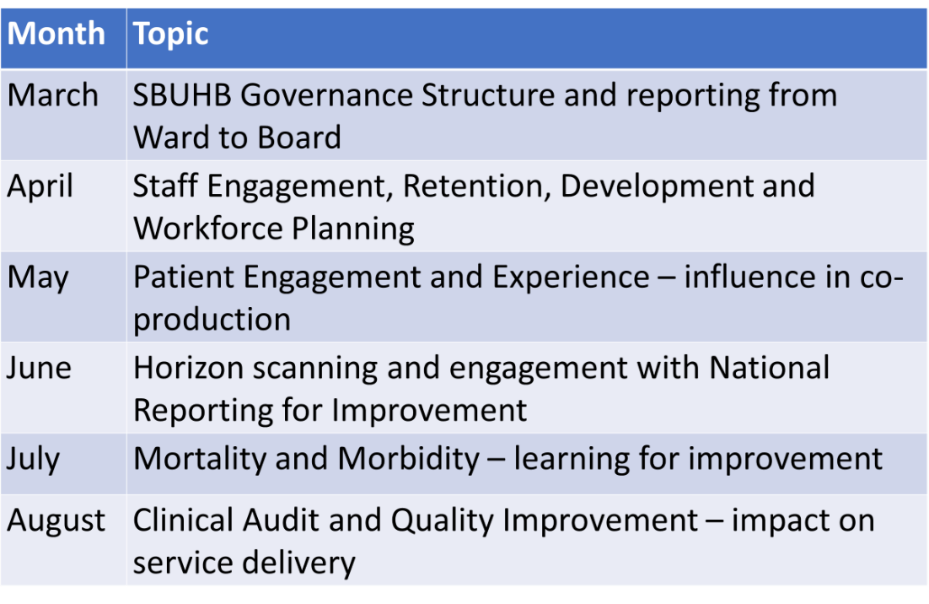 Month Topic
March SBUHB Governance Structure and reporting from
Ward to Board
April Staff Engagement, Retention, Development and
Workforce Planning
May Patient Engagement and Experience – influence in co-
production
June Horizon scanning and engagement with National
Reporting for Improvement
July Mortality and Morbidity – learning for improvement
August Clinical Audit and Quality Improvement – impact on
service delivery